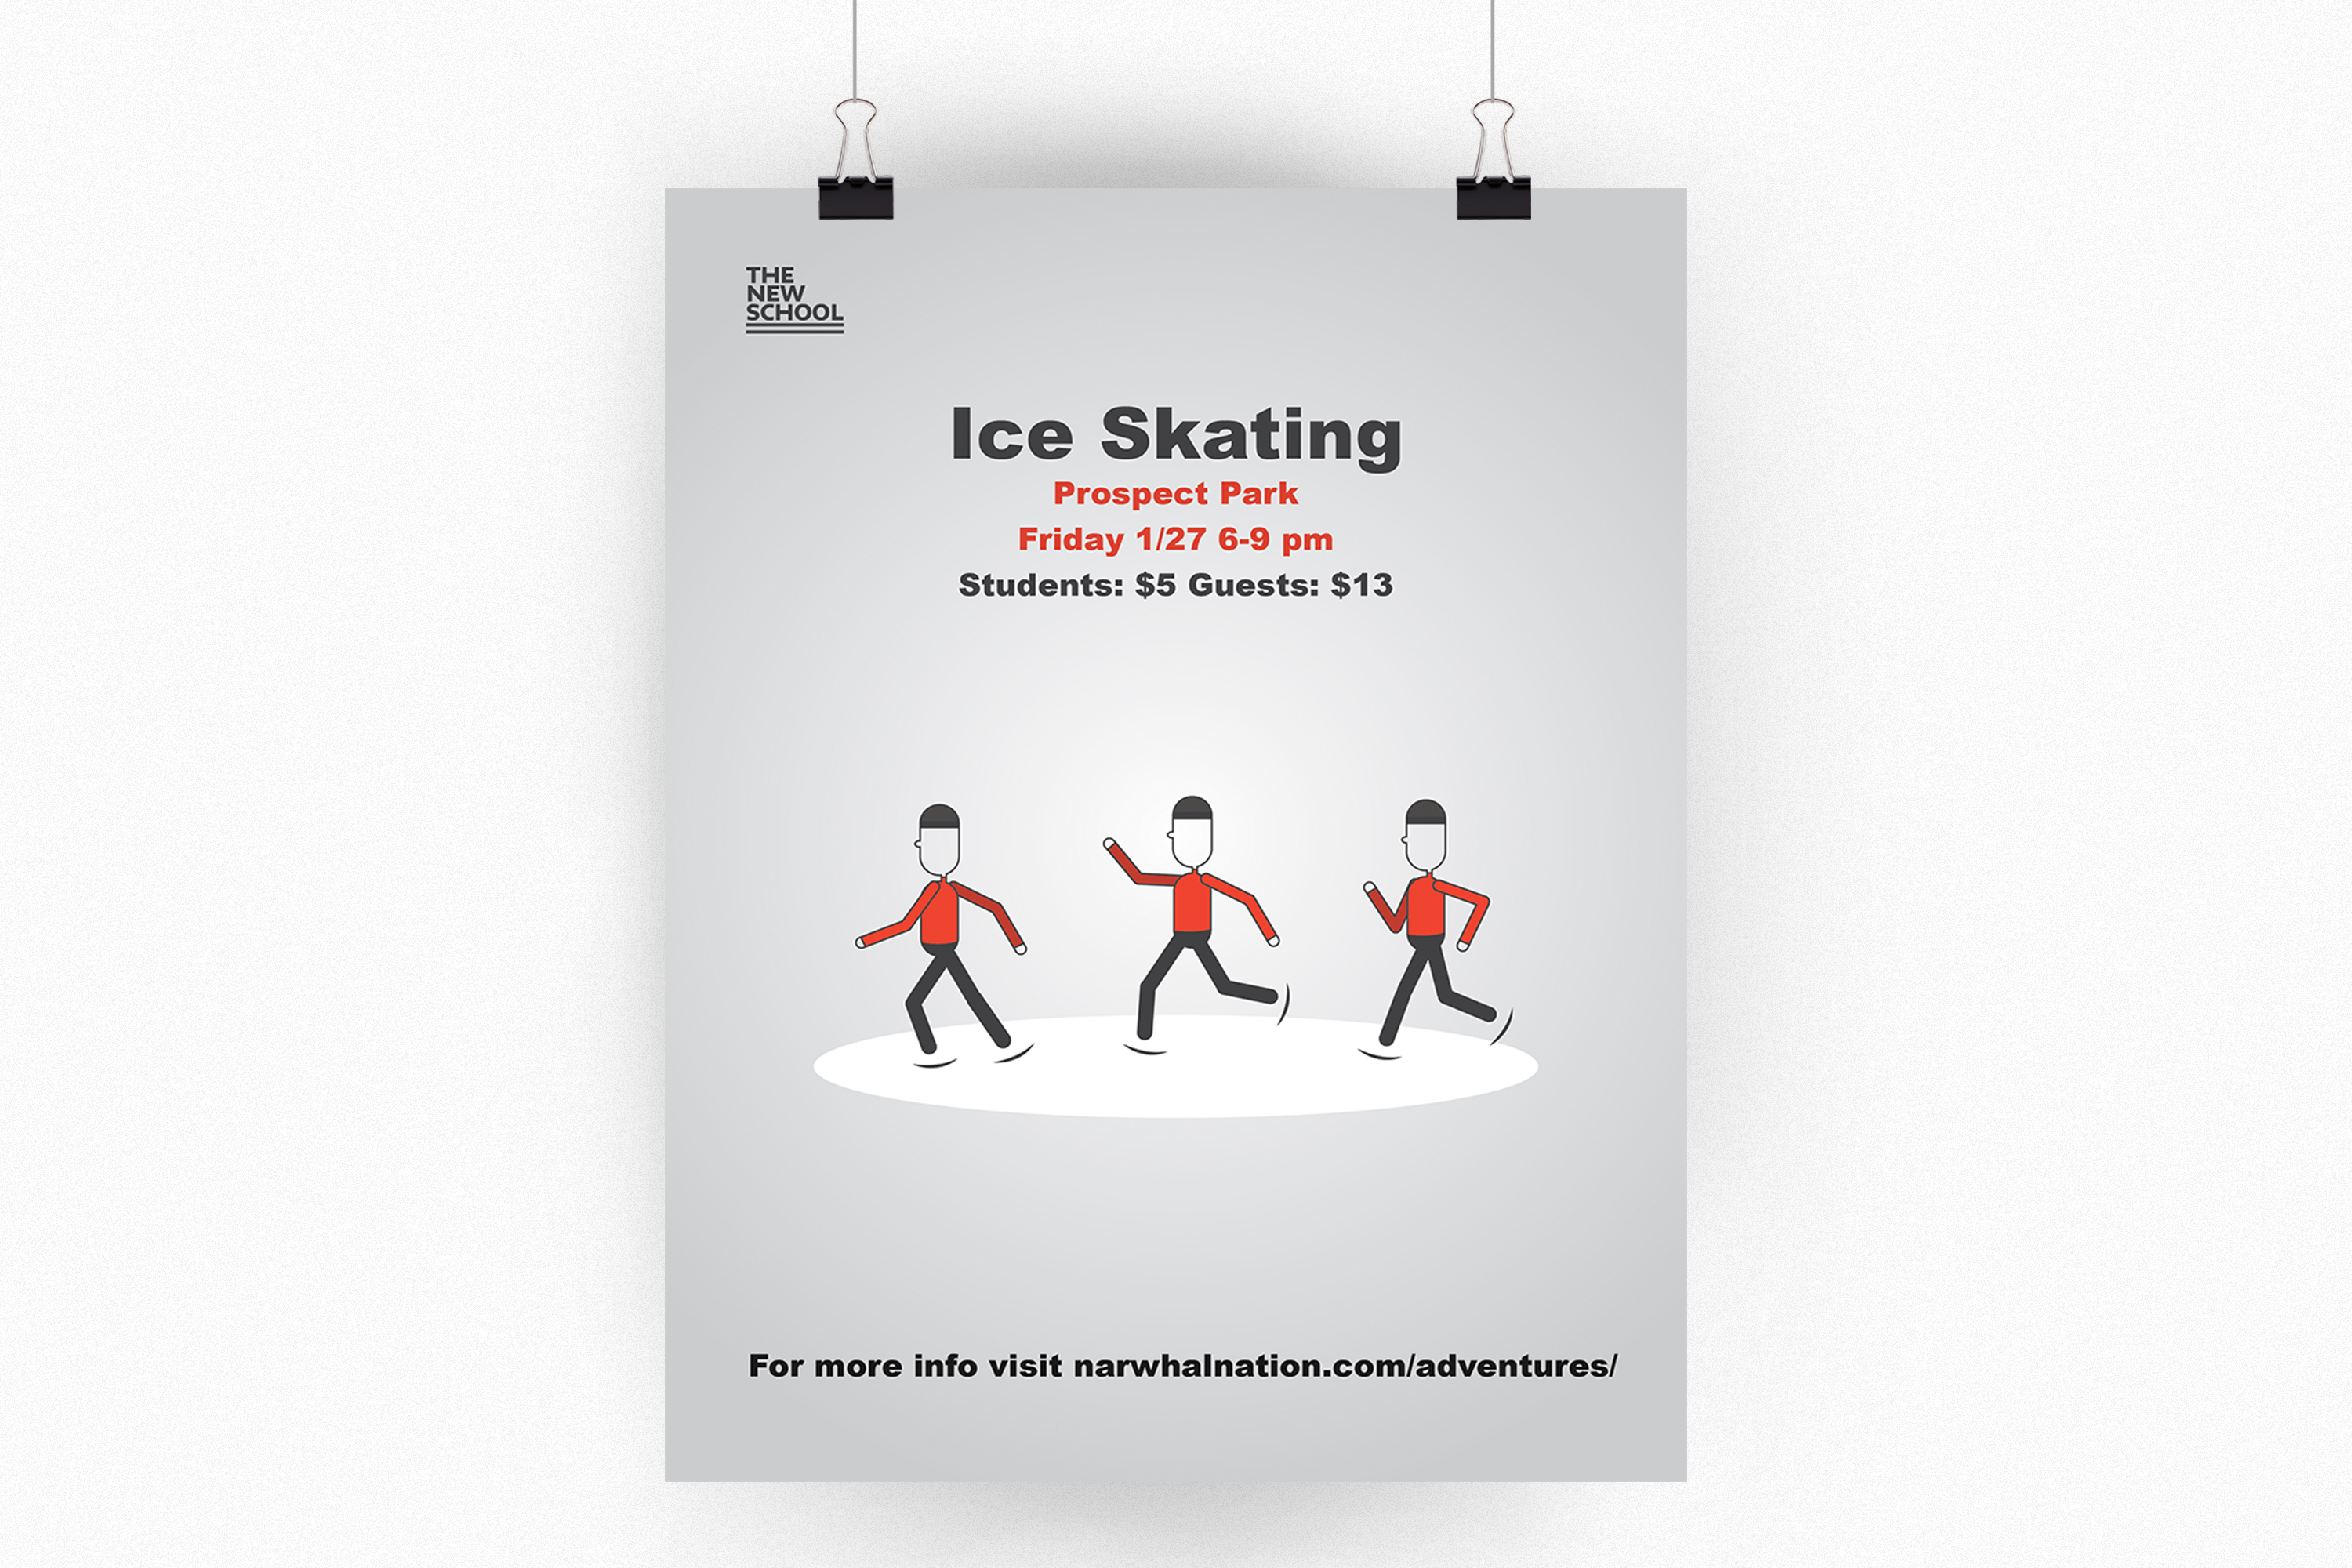 THE
NEW
SCHOOL
Ice Skating
Prospect Park
Friday 1/27 6-9 pm
Students: $5 Guests: $13
For more info visit narwhalnation.com/adventures/